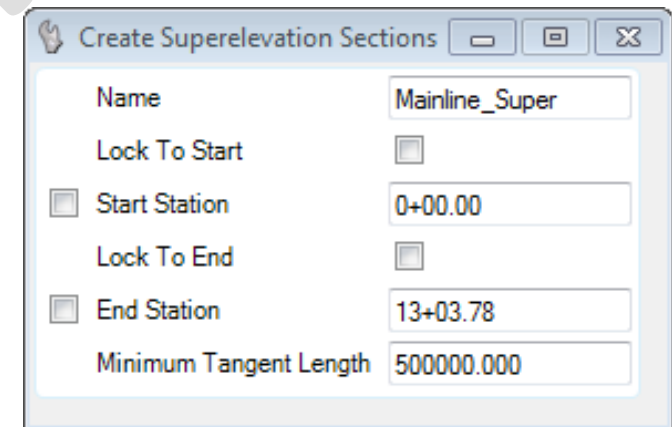 Create Superelevation Sections
Name Mainline_Super
Lock To Start
Start Station 0+00.00
Lock To End
End Station 13+03.78
Minimum Tangent Length 500000.000